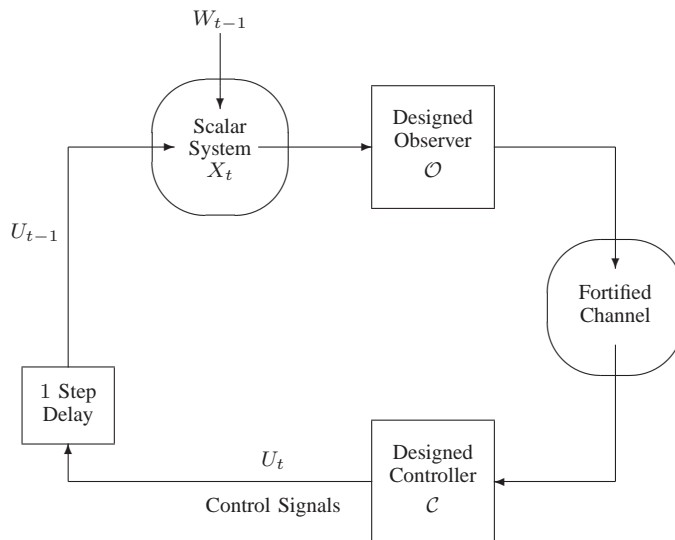 W_{t−1}
Scalar
System
X_t
Designed
Observer
𝒪
U_{t−1}
Fortified
Channel
1 Step
Delay
U_t
Control Signals
Designed
Controller
𝒞